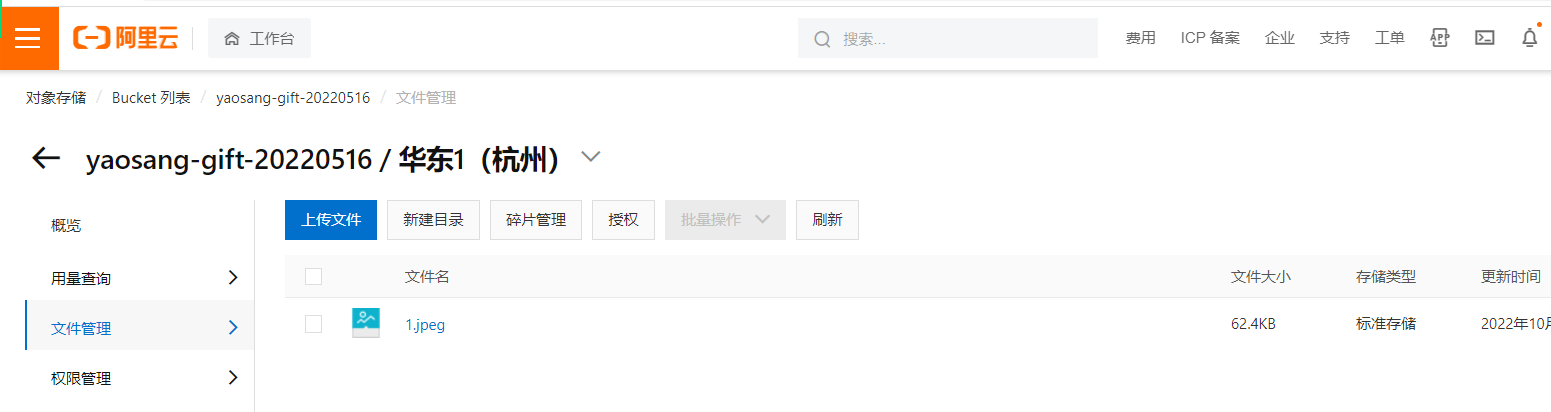 阿里云 工作台 搜索... 费用 ICP 备案 企业 支持 工单 APP
对象存储 / Bucket 列表 / yaosang-gift-20220516 / 文件管理
yaosang-gift-20220516 / 华东1（杭州）
上传文件 新建目录 碎片管理 授权 批量操作 刷新
概览
用量查询
文件管理
权限管理
文件名 文件大小 存储类型 更新时间
1.jpeg 62.4KB 标准存储 2022年10